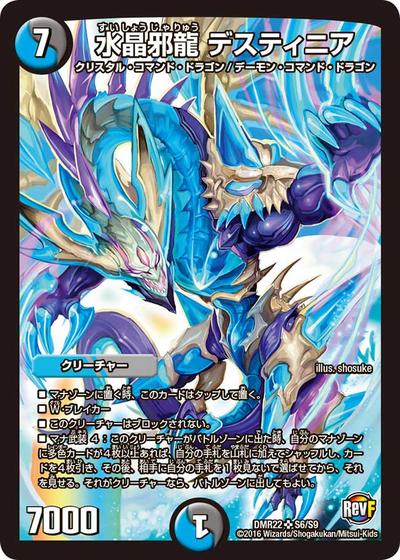 7
すいしょうじゃりゅう
水晶邪龍 デスティニア
クリスタル・コマンド・ドラゴン/デーモン・コマンド・ドラゴン
illus. shosuke
クリーチャー
■マナゾーンに置く時、このカードはタップして置く。
■W・ブレイカー
■このクリーチャーはブロックされない。
■マナ武装 4:このクリーチャーがバトルゾーンに出た時、自分のマナゾーン
に多色カードが4枚以上あれば、自分の手札を山札に加えてシャッフルし、カー
ドを4枚引き、その後、相手に自分の手札を1枚見ないで選ばせてから、そ
れを見せる。それがクリーチャーなら、バトルゾーンに出してもよい。
RevF
7000
1
DMR22 S6/S9
©2016 Wizards/Shogakukan/Mitsui-Kids